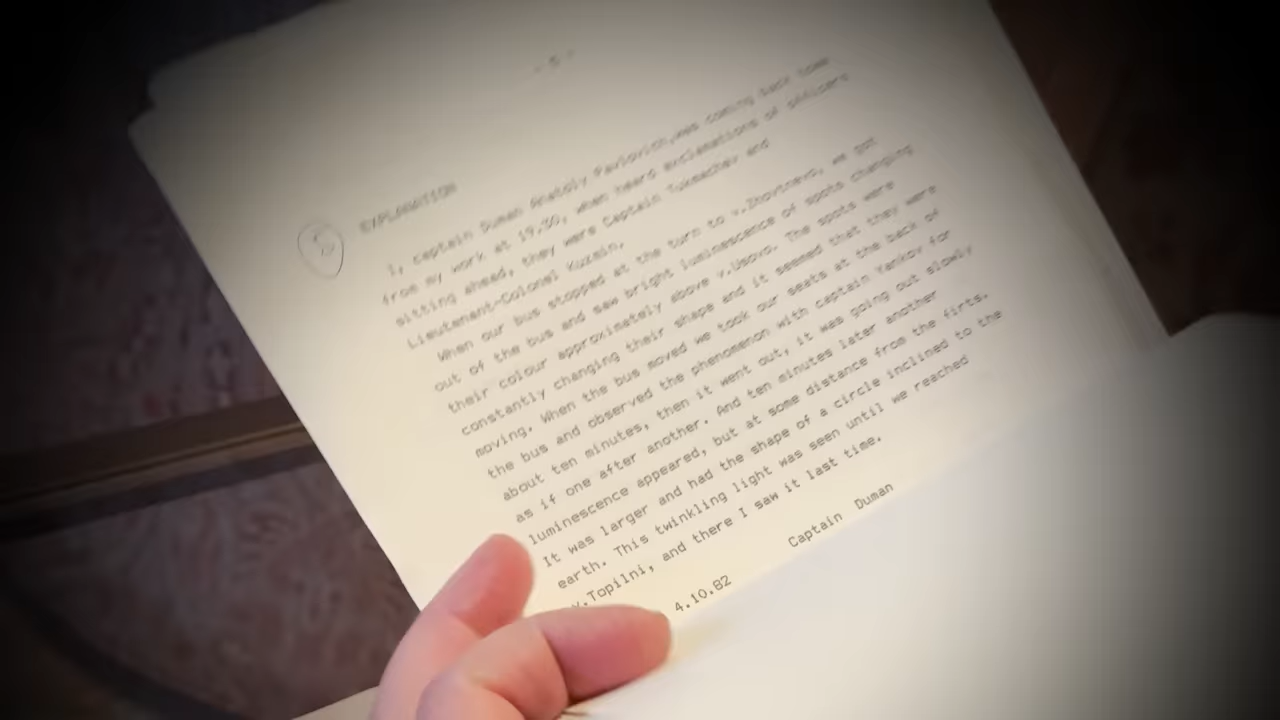 - 5 -
5
EXPLANATION
I, captain Duman Anatoly Pavlovich,was coming back home
from my work at 19.30, when heard exclamations of officers
sitting ahead, they were Captain Tukmachev and
Lieutenant-Colonel Kuzmin.
When our bus stopped at the turn to v.Zhovtnevo, we got
out of the bus and saw bright luminescence of spots changing
their colour approximately above v.Usovo. The spots were
constantly changing their shape and it seemed that they were
moving. When the bus moved we took our seats at the back of
the bus and observed the phenomenon with captain Yankov for
about ten minutes, then it went out, it was going out slowly,
as if one after another. And ten minutes later another
luminescence appeared, but at some distance from the firts.
It was larger and had the shape of a circle inclined to the
earth. This twinkling light was seen until we reached
v.Topilni, and there I saw it last time.
Captain Duman
4.10.82